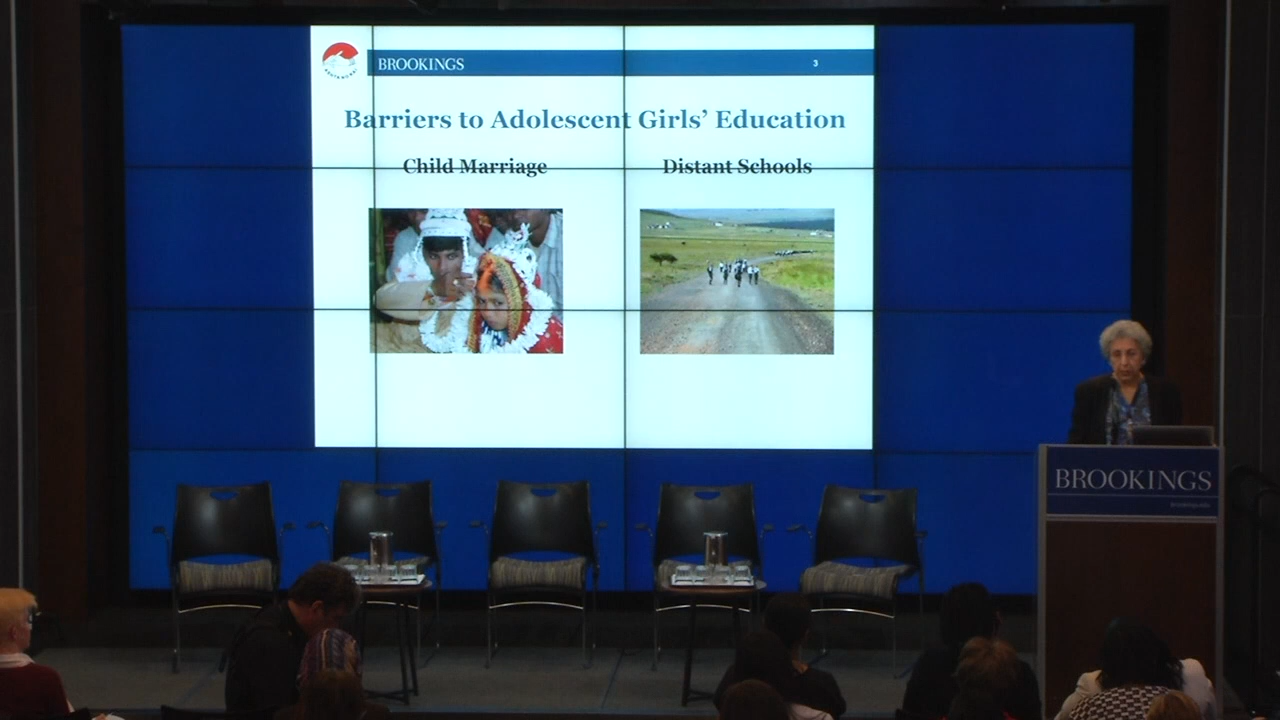 BROOKINGS
3
Barriers to Adolescent Girls’ Education
Child Marriage
Distant Schools
BROOKINGS